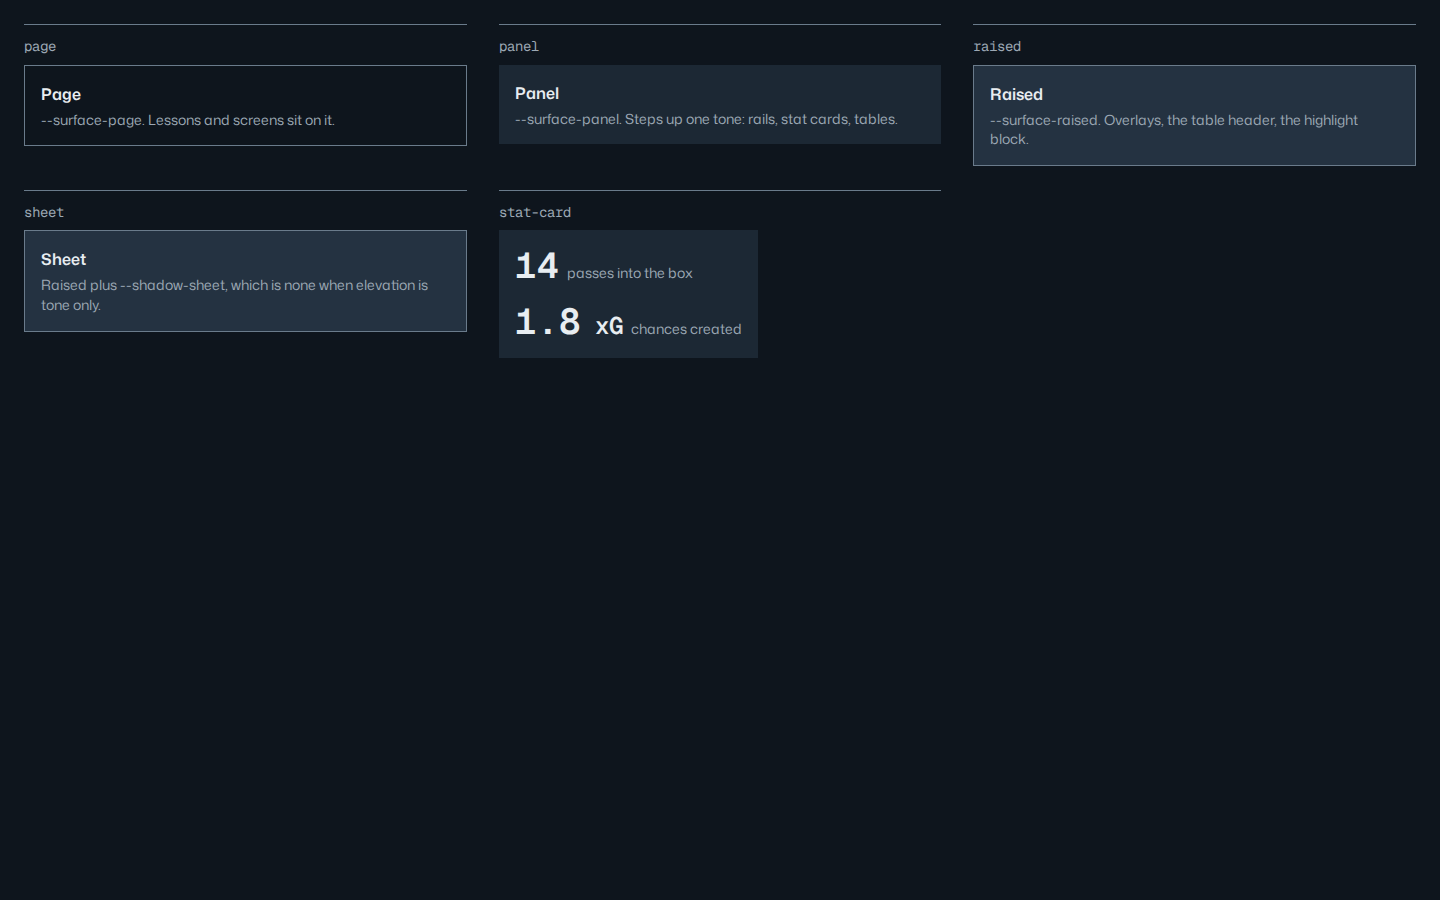 page
Page
--surface-page. Lessons and screens sit on it.
panel
Panel
--surface-panel. Steps up one tone: rails, stat cards, tables.
raised
Raised
--surface-raised. Overlays, the table header, the highlight
block.
sheet
Sheet
Raised plus --shadow-sheet, which is none when elevation is
tone only.
stat-card
14 passes into the box
1.8 xG chances created